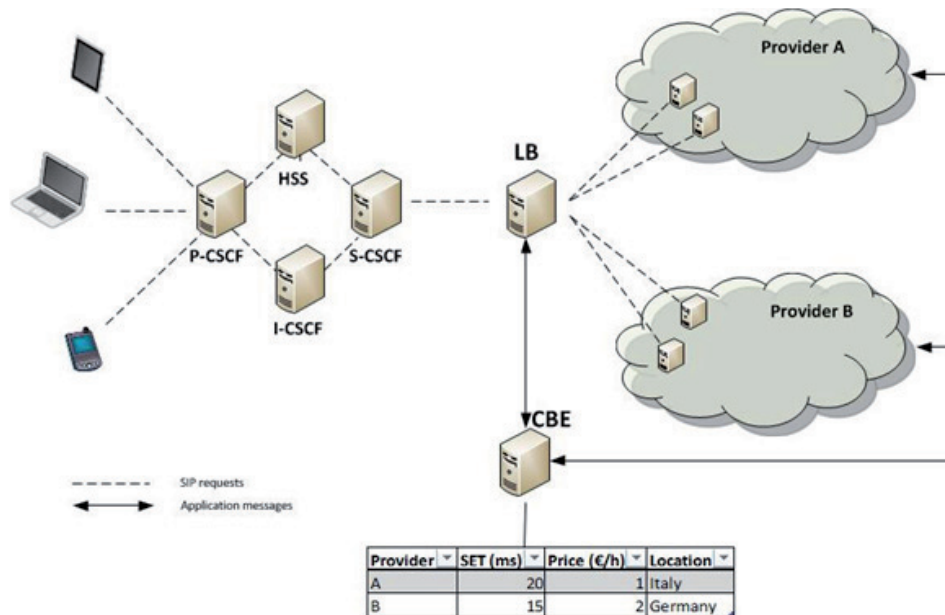 Provider A
HSS
LB
P-CSCF
S-CSCF
I-CSCF
Provider B
CBE
SIP requests
Application messages
Provider SET (ms) Price (€/h) Location
A 20 1 Italy
B 15 2 Germany